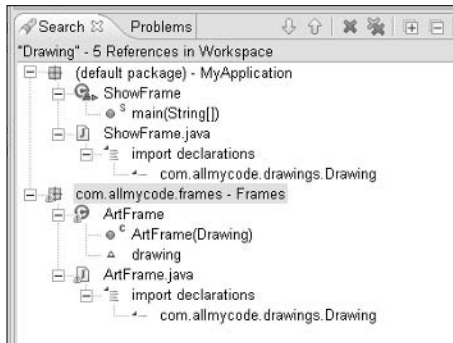 Search Problems
"Drawing" - 5 References in Workspace
(default package) - MyApplication
ShowFrame
S main(String[])
J ShowFrame.java
import declarations
com.allmycode.drawings.Drawing
com.allmycode.frames - Frames
C ArtFrame
C ArtFrame(Drawing)
drawing
J ArtFrame.java
import declarations
com.allmycode.drawings.Drawing